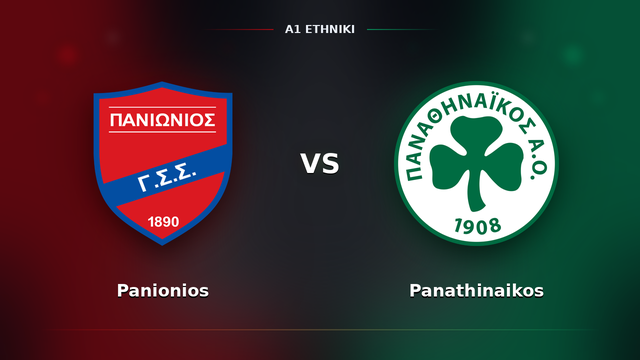 A1 ETHNIKI
ΠΑΝΙΩΝΙΟΣ
Γ.Σ.Σ.
1890
VS
ΠΑΝΑΘΗΝΑΪΚΟΣ Α.Ο.
1908
Panionios
Panathinaikos